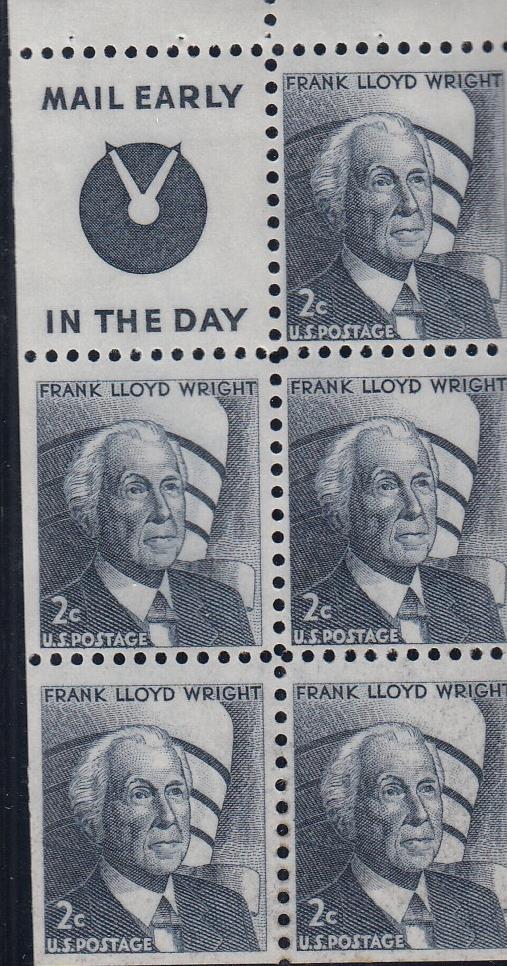 MAIL EARLY
IN THE DAY
FRANK LLOYD WRIGHT
2c
U.S. POSTAGE
FRANK LLOYD WRIGHT
2c
U.S. POSTAGE
FRANK LLOYD WRIGHT
2c
U.S. POSTAGE
FRANK LLOYD WRIGHT
2c
U.S. POSTAGE
FRANK LLOYD WRIGHT
2c
U.S. POSTAGE